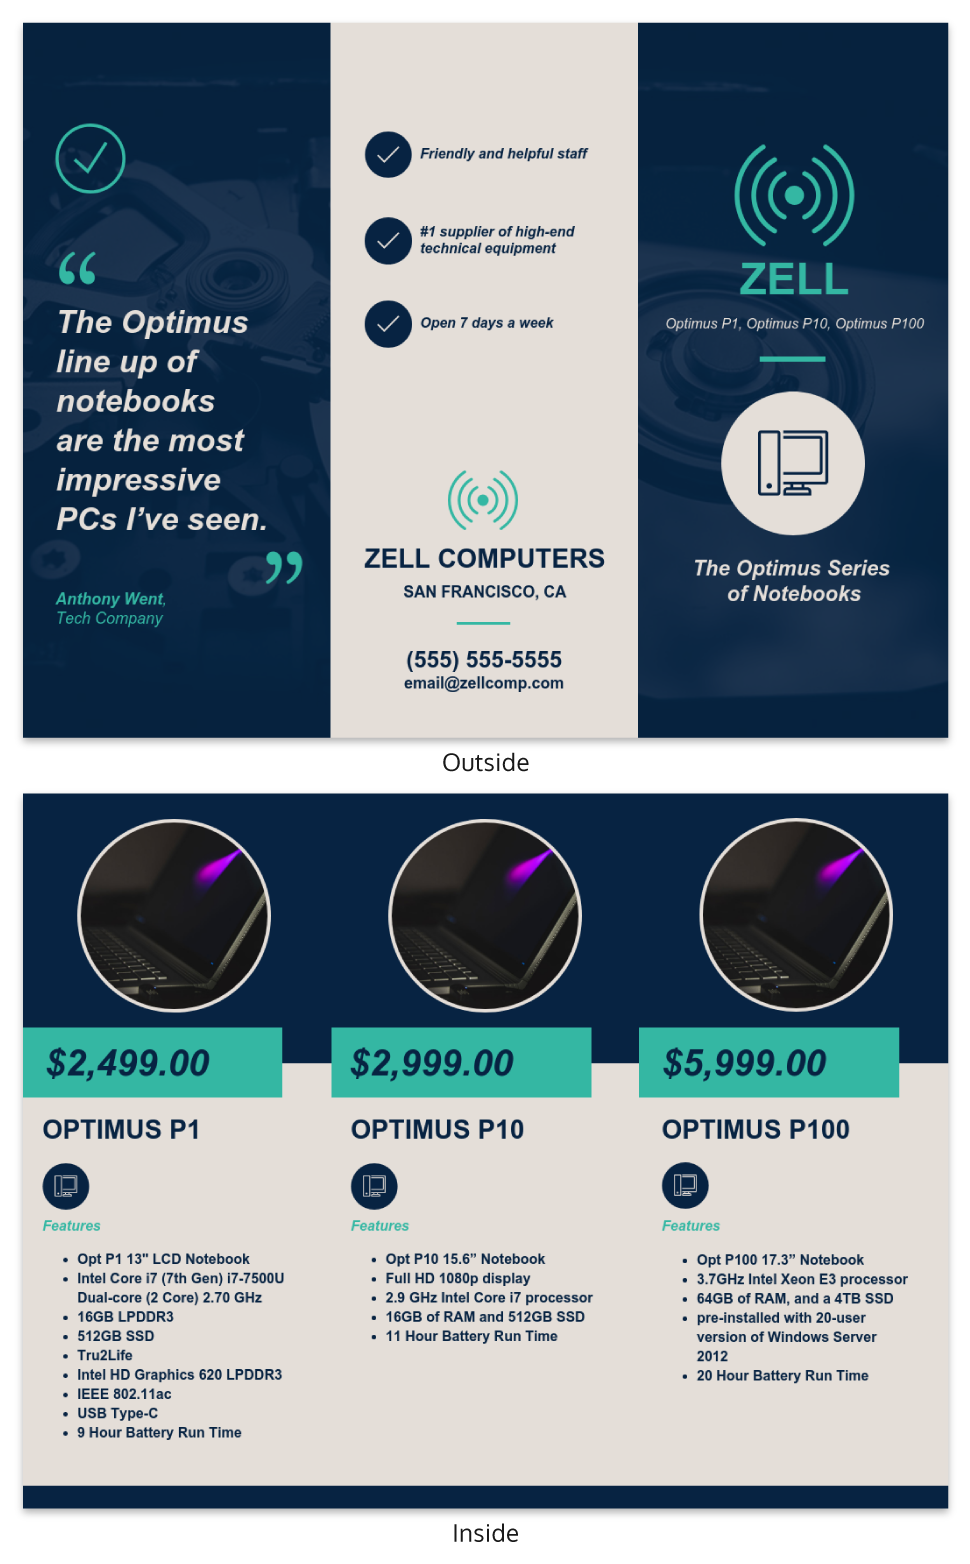 “
The Optimus
line up of
notebooks
are the most
impressive
PCs I’ve seen.
”
Anthony Went,
Tech Company
Friendly and helpful staff
#1 supplier of high-end
technical equipment
Open 7 days a week
ZELL COMPUTERS
SAN FRANCISCO, CA
(555) 555-5555
email@zellcomp.com
ZELL
Optimus P1, Optimus P10, Optimus P100
The Optimus Series
of Notebooks
Outside
$2,499.00
OPTIMUS P1
Features
• Opt P1 13" LCD Notebook
• Intel Core i7 (7th Gen) i7-7500U
Dual-core (2 Core) 2.70 GHz
• 16GB LPDDR3
• 512GB SSD
• Tru2Life
• Intel HD Graphics 620 LPDDR3
• IEEE 802.11ac
• USB Type-C
• 9 Hour Battery Run Time
$2,999.00
OPTIMUS P10
Features
• Opt P10 15.6” Notebook
• Full HD 1080p display
• 2.9 GHz Intel Core i7 processor
• 16GB of RAM and 512GB SSD
• 11 Hour Battery Run Time
$5,999.00
OPTIMUS P100
Features
• Opt P100 17.3” Notebook
• 3.7GHz Intel Xeon E3 processor
• 64GB of RAM, and a 4TB SSD
• pre-installed with 20-user
version of Windows Server
2012
• 20 Hour Battery Run Time
Inside